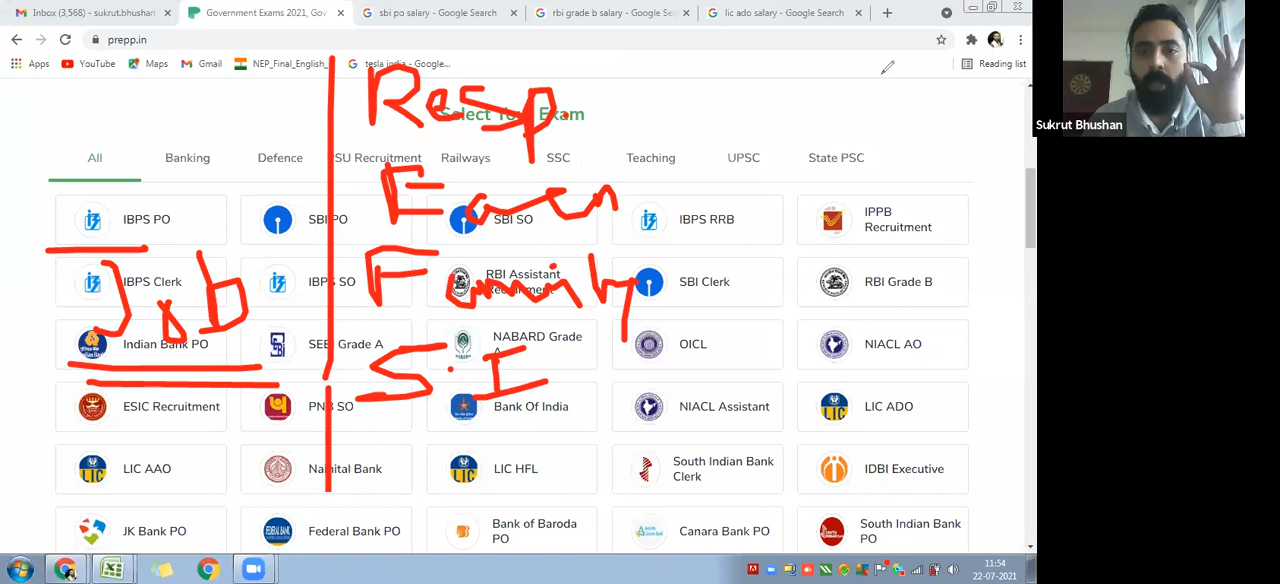 Inbox (3,568) - sukrut.bhushan
Government Exams 2021, Gov
sbi po salary - Google Search
rbi grade b salary - Google Se
lic ado salary - Google Search
prepp.in
Apps
YouTube
Maps
Gmail
NEP_Final_English_
tesla india - Google...
Reading list
Select Your Exam
All
Banking
Defence
PSU Recruitment
Railways
SSC
Teaching
UPSC
State PSC
IBPS PO
SBI PO
SBI SO
IBPS RRB
IPPB Recruitment
IBPS Clerk
IBPS SO
RBI Assistant Recruitment
SBI Clerk
RBI Grade B
Indian Bank PO
SEBI Grade A
NABARD Grade A
OICL
NIACL AO
ESIC Recruitment
PNB SO
Bank Of India
NIACL Assistant
LIC ADO
LIC AAO
Nainital Bank
LIC HFL
South Indian Bank Clerk
IDBI Executive
JK Bank PO
Federal Bank PO
Bank of Baroda PO
Canara Bank PO
South Indian Bank PO
Job
Resp.
Earn
Family
S.I
Sukrut Bhushan
11:54
22-07-2021